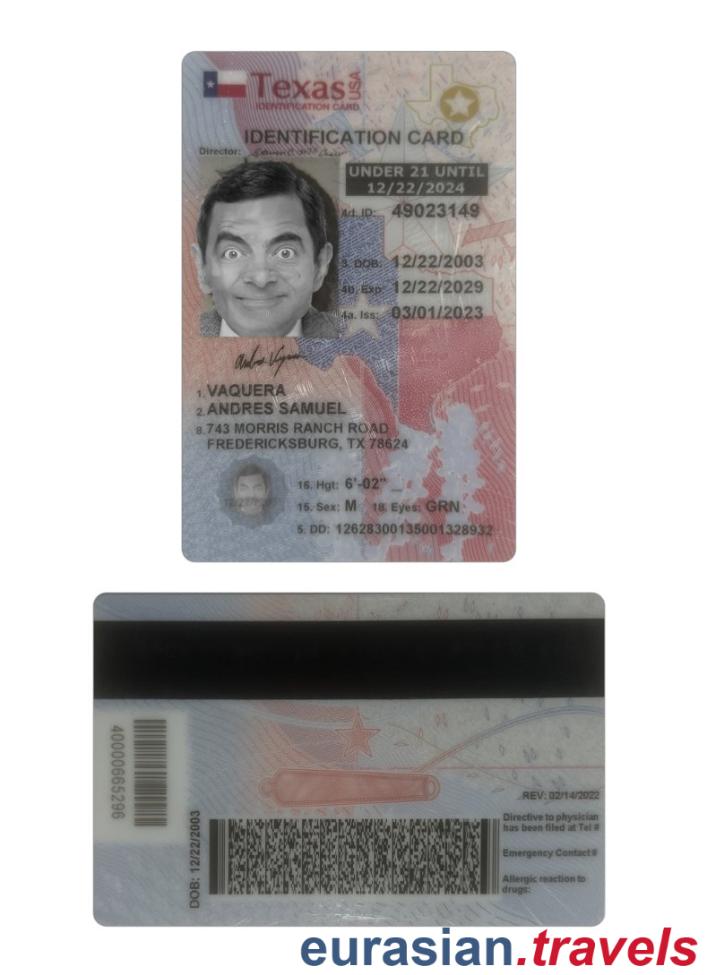 Texas USA
IDENTIFICATION CARD
IDENTIFICATION CARD
Director:
UNDER 21 UNTIL
12/22/2024
4d. ID: 49023149
3. DOB: 12/22/2003
4b. Exp: 12/22/2029
4a. Iss: 03/01/2023
1. VAQUERA
2. ANDRES SAMUEL
8. 743 MORRIS RANCH ROAD
FREDERICKSBURG, TX 78624
16. Hgt: 6'-02"
15. Sex: M 18. Eyes: GRN
5. DD: 12628300135001328932
40000665296
DOB: 12/22/2003
REV: 02/14/2022
Directive to physician
has been filed at Tel #
Emergency Contact #
Allergic reaction to
drugs:
eurasian.travels